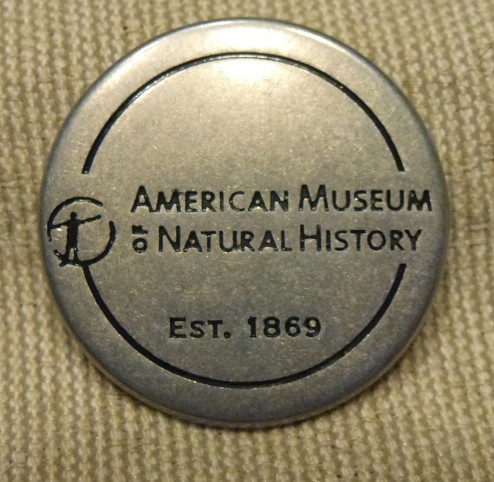 AMERICAN MUSEUM
OF NATURAL HISTORY
EST. 1869